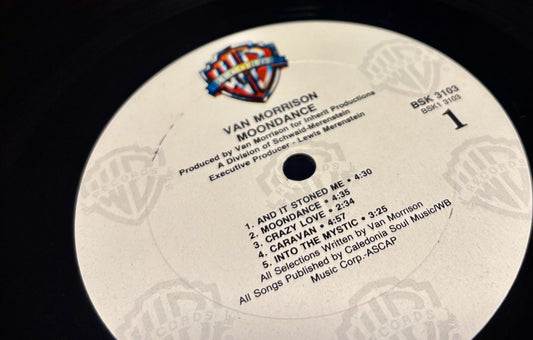 VAN MORRISON
MOONDANCE
Produced by Van Morrison for Inherit Productions
A Division of Schwaid-Merenstein
Executive Producer - Lewis Merenstein
BSK 3103
BSK1 3103
1
1. AND IT STONED ME • 4:30
2. MOONDANCE • 4:35
3. CRAZY LOVE • 2:34
4. CARAVAN • 4:57
5. INTO THE MYSTIC • 3:25
All Selections Written by Van Morrison
All Songs Published by Caledonia Soul Music/WB
Music Corp.-ASCAP